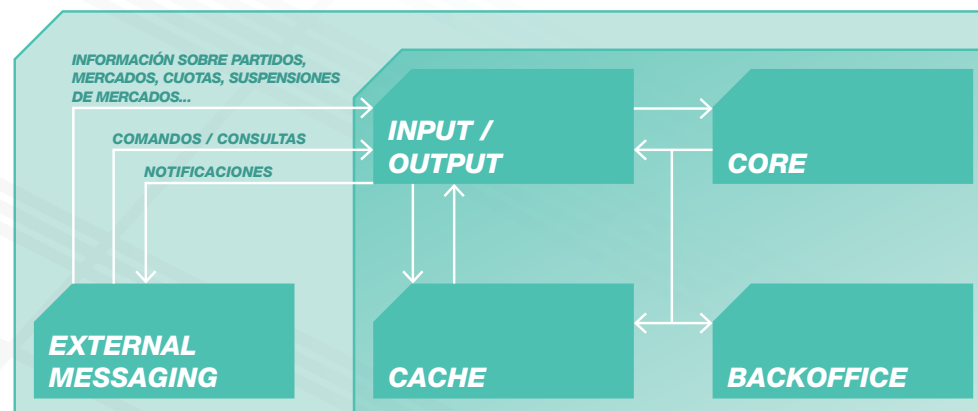 INFORMACIÓN SOBRE PARTIDOS,
MERCADOS, CUOTAS, SUSPENSIONES
DE MERCADOS...
COMANDOS / CONSULTAS
NOTIFICACIONES
INPUT /
OUTPUT
CORE
EXTERNAL
MESSAGING
CACHE
BACKOFFICE